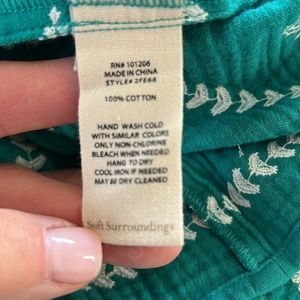 RN# 101206
MADE IN CHINA
STYLE# 2FE66
100% COTTON
HAND WASH COLD
WITH SIMILAR COLORS
ONLY NON-CHLORINE
BLEACH WHEN NEEDED
HANG TO DRY
COOL IRON IF NEEDED
MAY BE DRY CLEANED
Soft Surroundings